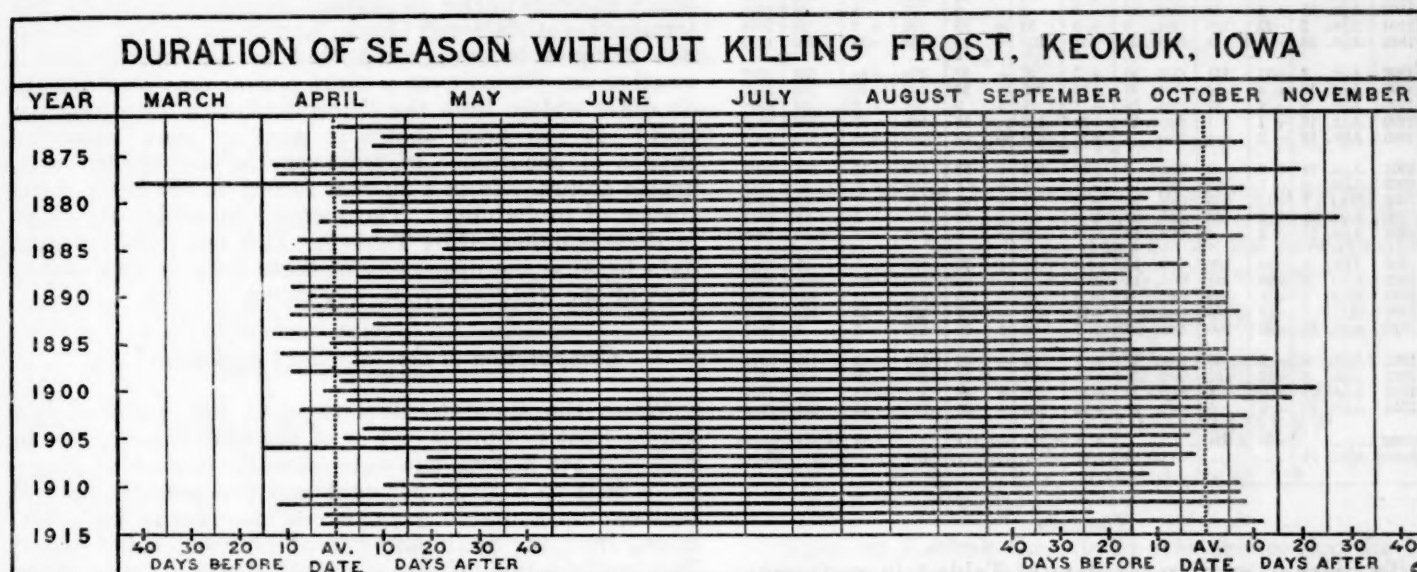 DURATION OF SEASON WITHOUT KILLING FROST, KEOKUK, IOWA
YEAR MARCH APRIL MAY JUNE JULY AUGUST SEPTEMBER OCTOBER NOVEMBER
1875
1880
1885
1890
1895
1900
1905
1910
1915
40 30 20 10 AV. 10 20 30 40 40 30 20 10 AV. 10 20 30 40
DAYS BEFORE DATE DAYS AFTER DAYS BEFORE DATE DAYS AFTER